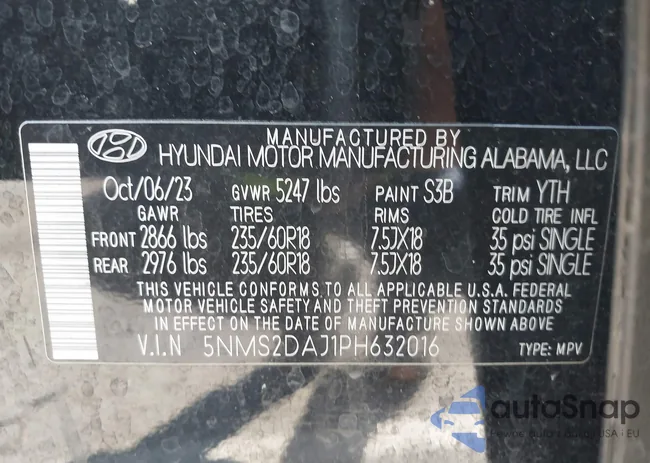 MANUFACTURED BY
HYUNDAI MOTOR MANUFACTURING ALABAMA, LLC
Oct/06/23 GVWR 5247 lbs PAINT S3B TRIM YTH
GAWR TIRES RIMS COLD TIRE INFL
FRONT 2866 lbs 235/60R18 7.5JX18 35 psi SINGLE
REAR 2976 lbs 235/60R18 7.5JX18 35 psi SINGLE
THIS VEHICLE CONFORMS TO ALL APPLICABLE U.S.A. FEDERAL
MOTOR VEHICLE SAFETY AND THEFT PREVENTION STANDARDS
IN EFFECT ON THE DATE OF MANUFACTURE SHOWN ABOVE
V.I.N 5NMS2DAJ1PH632016 TYPE: MPV
autoSnap
USA · EU